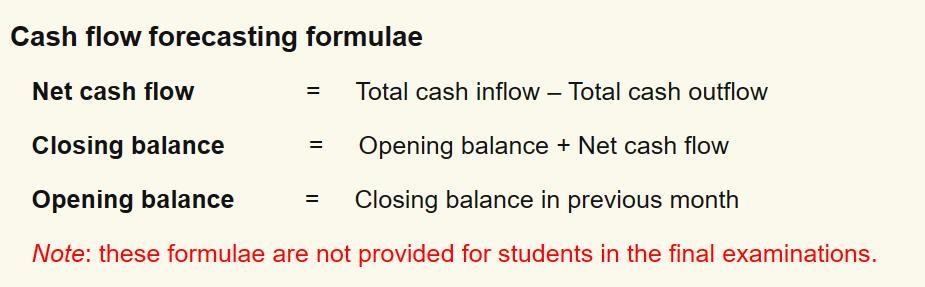 Cash flow forecasting formulae
Net cash flow = Total cash inflow – Total cash outflow
Closing balance = Opening balance + Net cash flow
Opening balance = Closing balance in previous month
Note: these formulae are not provided for students in the final examinations.